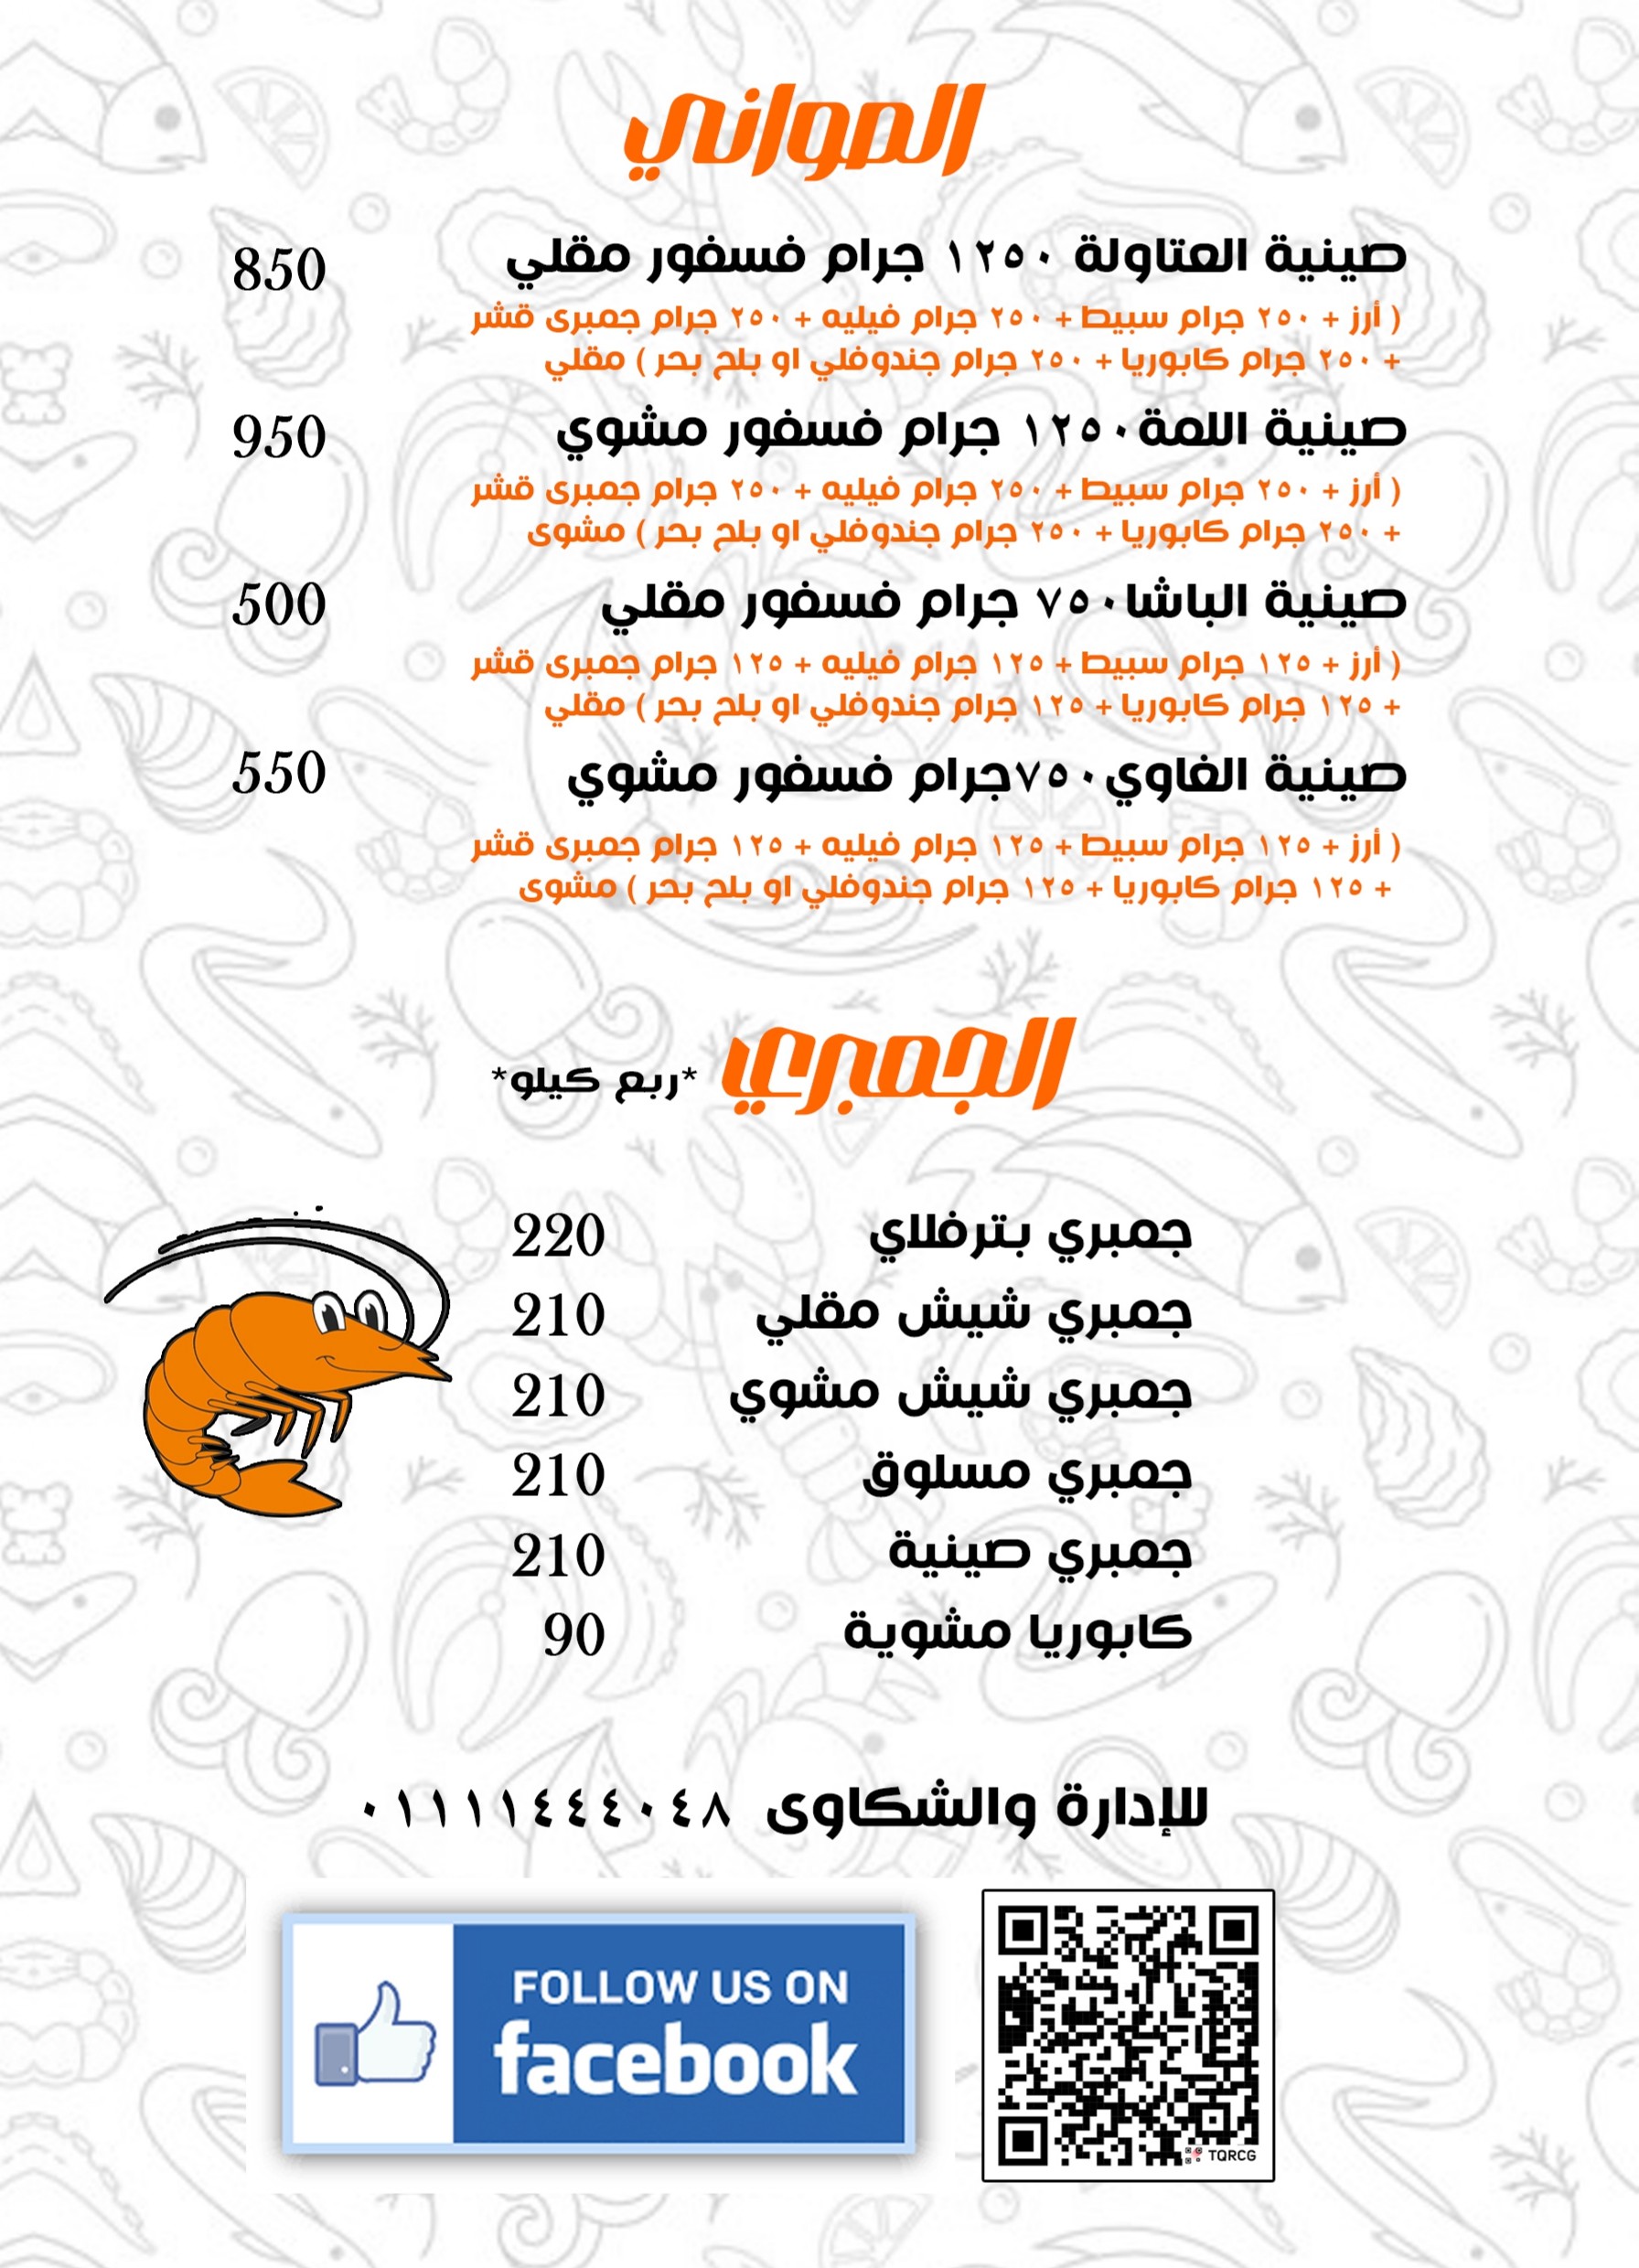 الصواني
صينية العتاولة ١٢٥٠ جرام فسفور مقلي 850
( أرز + ٢٥٠ جرام سبيط + ٢٥٠ جرام فيليه + ٢٥٠ جرام جمبرى قشر
+ ٢٥٠ جرام كابوريا + ٢٥٠ جرام جندوفلي او بلح بحر ) مقلي
صينية اللمة١٢٥٠ جرام فسفور مشوي 950
( أرز + ٢٥٠ جرام سبيط + ٢٥٠ جرام فيليه + ٢٥٠ جرام جمبرى قشر
+ ٢٥٠ جرام كابوريا + ٢٥٠ جرام جندوفلي او بلح بحر ) مشوى
صينية الباشا٧٥٠ جرام فسفور مقلي 500
( أرز + ١٢٥ جرام سبيط + ١٢٥ جرام فيليه + ١٢٥ جرام جمبرى قشر
+ ١٢٥ جرام كابوريا + ١٢٥ جرام جندوفلي او بلح بحر ) مقلي
صينية الغاوي٧٥٠جرام فسفور مشوي 550
( أرز + ١٢٥ جرام سبيط + ١٢٥ جرام فيليه + ١٢٥ جرام جمبرى قشر
+ ١٢٥ جرام كابوريا + ١٢٥ جرام جندوفلي او بلح بحر ) مشوى
الجمبري *ربع كيلو*
جمبري بترفلاي 220
جمبري شيش مقلي 210
جمبري شيش مشوي 210
جمبري مسلوق 210
جمبري صينية 210
كابوريا مشوية 90
للإدارة والشكاوى ٠١١١١٤٤٤٠٤٨
FOLLOW US ON
facebook
TQRCG